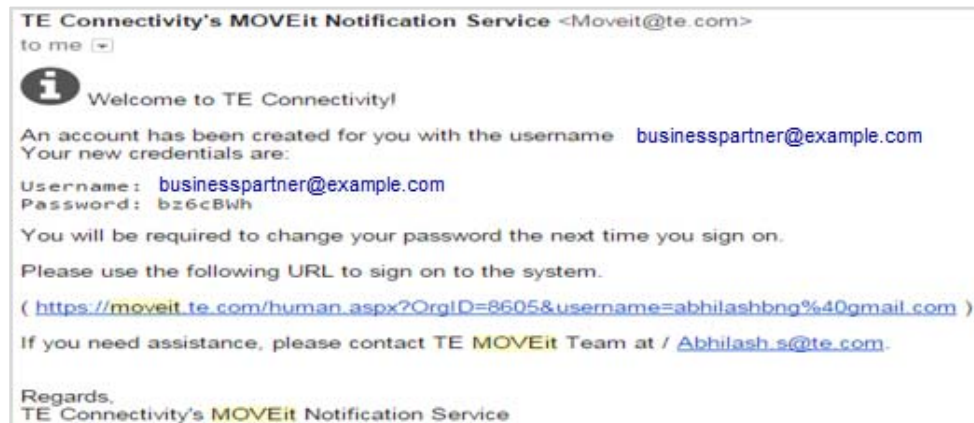 TE Connectivity's MOVEit Notification Service <Moveit@te.com>
to me
Welcome to TE Connectivity!
An account has been created for you with the username businesspartner@example.com
Your new credentials are:
Username: businesspartner@example.com
Password: bz6cBWh
You will be required to change your password the next time you sign on.
Please use the following URL to sign on to the system.
( https://moveit.te.com/human.aspx?OrgID=8605&username=abhilashbng%40gmail.com )
If you need assistance, please contact TE MOVEit Team at / Abhilash.s@te.com.
Regards,
TE Connectivity's MOVEit Notification Service